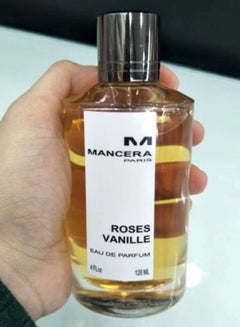 MANCERA
PARIS
ROSES
VANILLE
EAU DE PARFUM
4 Fl.oz 120 ML